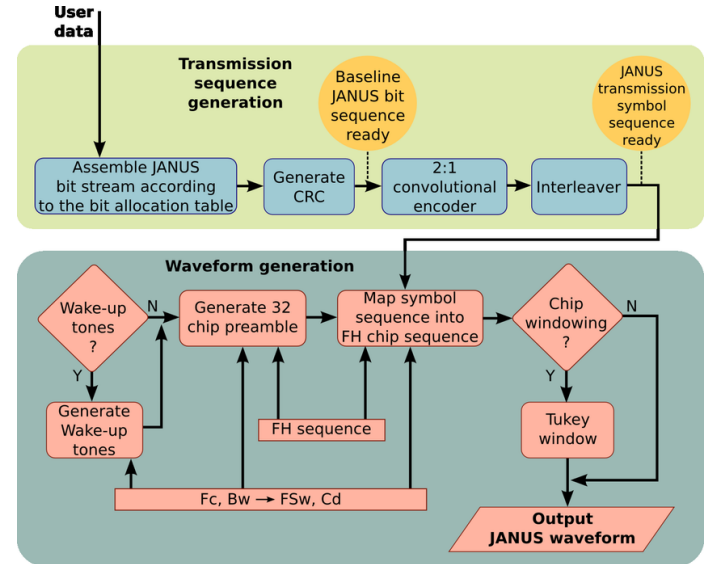 User
data
Transmission
sequence
generation
Baseline
JANUS bit
sequence
ready
JANUS
transmission
symbol
sequence
ready
Assemble JANUS
bit stream according
to the bit allocation table
Generate
CRC
2:1
convolutional
encoder
Interleaver
Waveform generation
Wake-up
tones
?
N
Y
Generate
Wake-up
tones
Generate 32
chip preamble
Map symbol
sequence into
FH chip sequence
Chip
windowing
?
N
Y
Tukey
window
FH sequence
Fc, Bw → FSw, Cd
Output
JANUS waveform